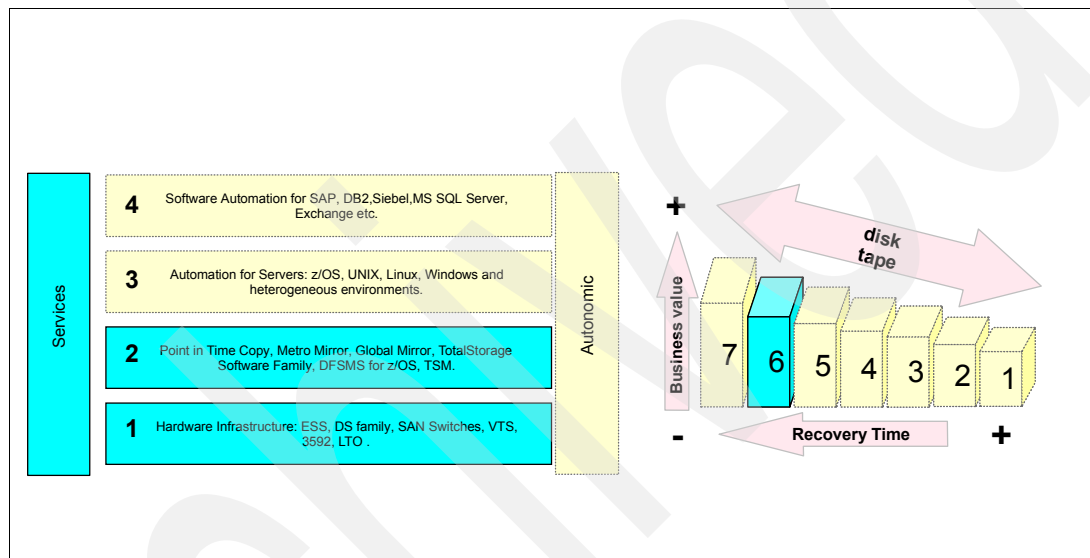 Services
4
Software Automation for SAP, DB2,Siebel,MS SQL Server,
Exchange etc.
3
Automation for Servers: z/OS, UNIX, Linux, Windows and
heterogeneous environments.
2
Point in Time Copy, Metro Mirror, Global Mirror, TotalStorage
Software Family, DFSMS for z/OS, TSM.
1
Hardware Infrastructure: ESS, DS family, SAN Switches, VTS,
3592, LTO .
Autonomic
+
disk
tape
Business value
7
6
5
4
3
2
1
-
Recovery Time
+